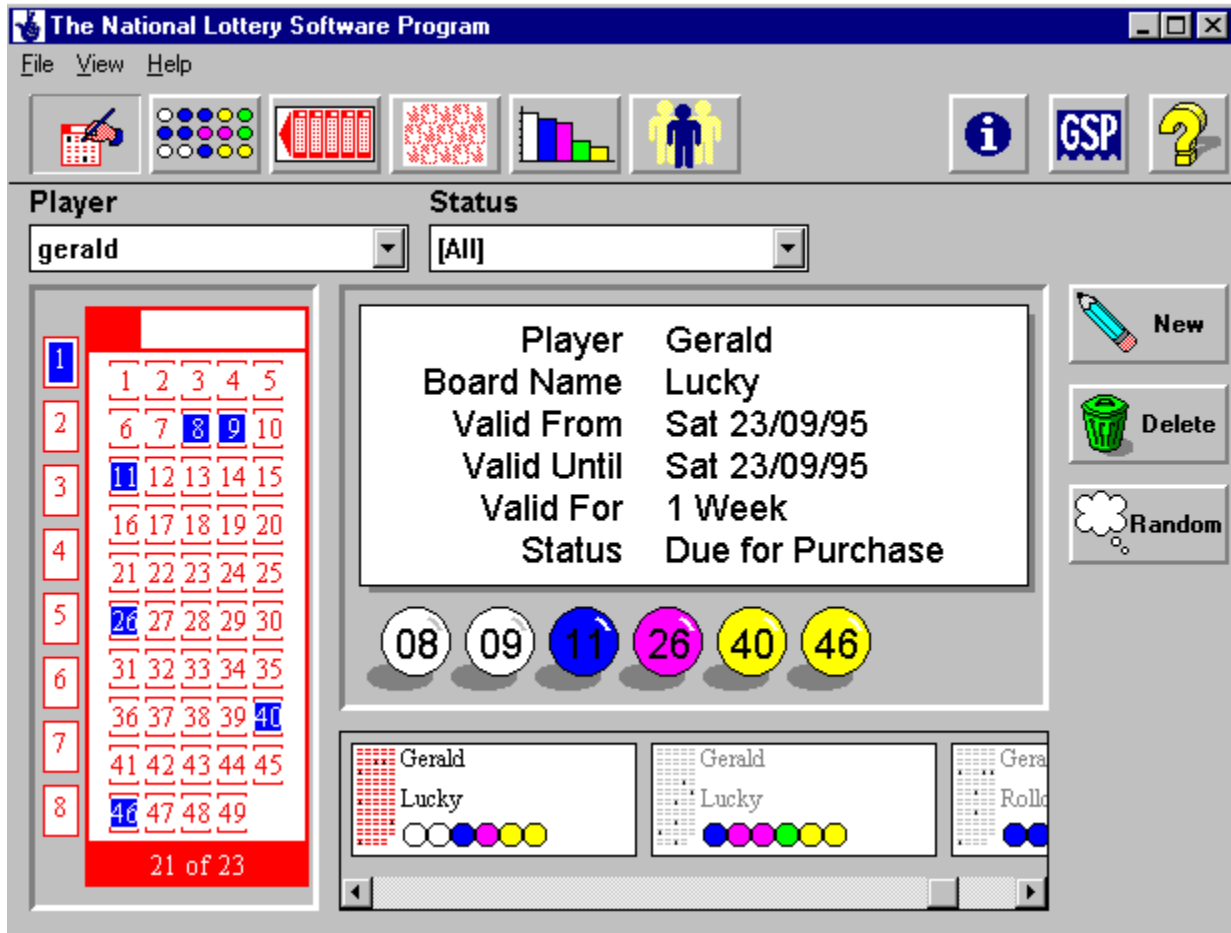 The National Lottery Software Program
File View Help
GSP
Player Status
gerald [All]
1
2
3
4
5
6
7
8
1 2 3 4 5
6 7 8 9 10
11 12 13 14 15
16 17 18 19 20
21 22 23 24 25
26 27 28 29 30
31 32 33 34 35
36 37 38 39 40
41 42 43 44 45
46 47 48 49
21 of 23
Player Gerald
Board Name Lucky
Valid From Sat 23/09/95
Valid Until Sat 23/09/95
Valid For 1 Week
Status Due for Purchase
08 09 11 26 40 46
New
Delete
Random
Gerald
Lucky
Gerald
Lucky